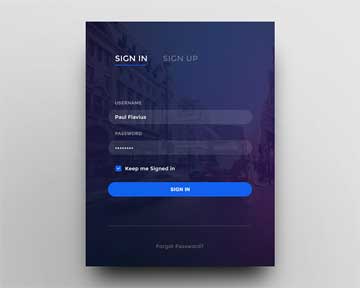 SIGN IN SIGN UP
USERNAME
Paul Flavius
PASSWORD
••••••••
Keep me Signed in
SIGN IN
Forgot Password?